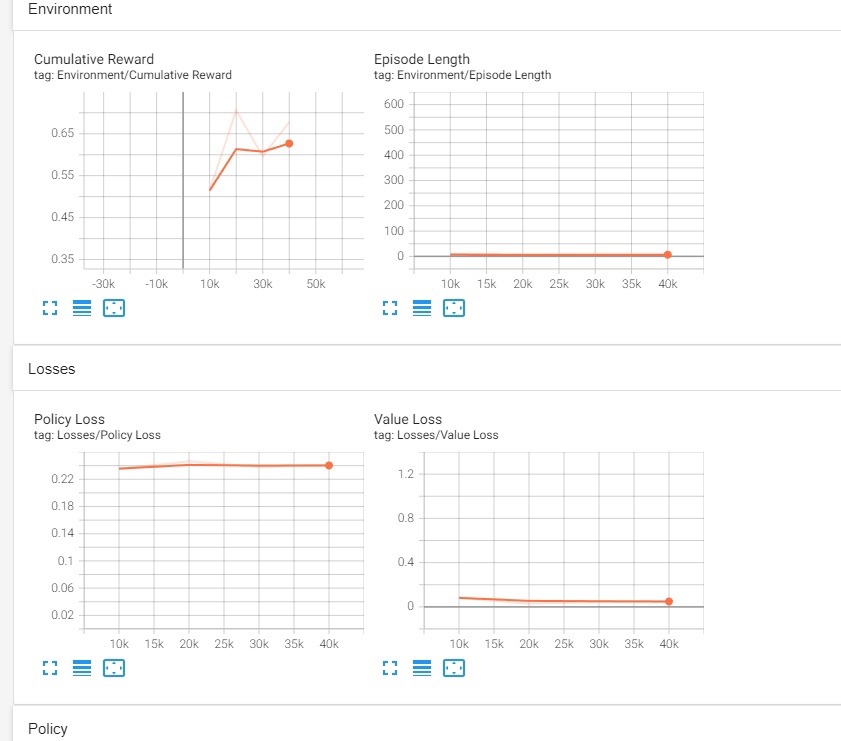 Environment
Cumulative Reward
tag: Environment/Cumulative Reward
0.65
0.55
0.45
0.35
-30k -10k 10k 30k 50k
Episode Length
tag: Environment/Episode Length
600
500
400
300
200
100
0
10k 15k 20k 25k 30k 35k 40k
Losses
Policy Loss
tag: Losses/Policy Loss
0.22
0.18
0.14
0.1
0.06
0.02
10k 15k 20k 25k 30k 35k 40k
Value Loss
tag: Losses/Value Loss
1.2
0.8
0.4
0
10k 15k 20k 25k 30k 35k 40k
Policy